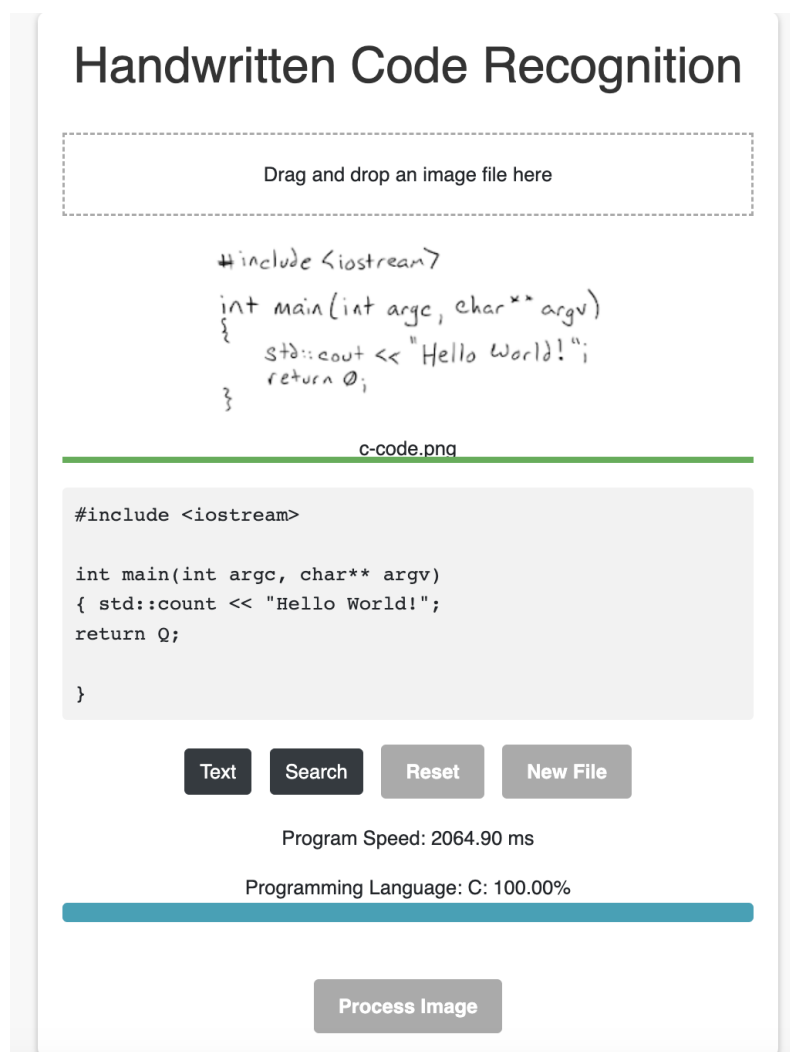 Handwritten Code Recognition
Drag and drop an image file here
#include <iostream>
int main(int argc, char** argv)
{
std::cout << "Hello World!";
return 0;
}
c-code.png
#include <iostream>
int main(int argc, char** argv)
{ std::count << "Hello World!";
return Q;
}
Text Search Reset New File
Program Speed: 2064.90 ms
Programming Language: C: 100.00%
Process Image